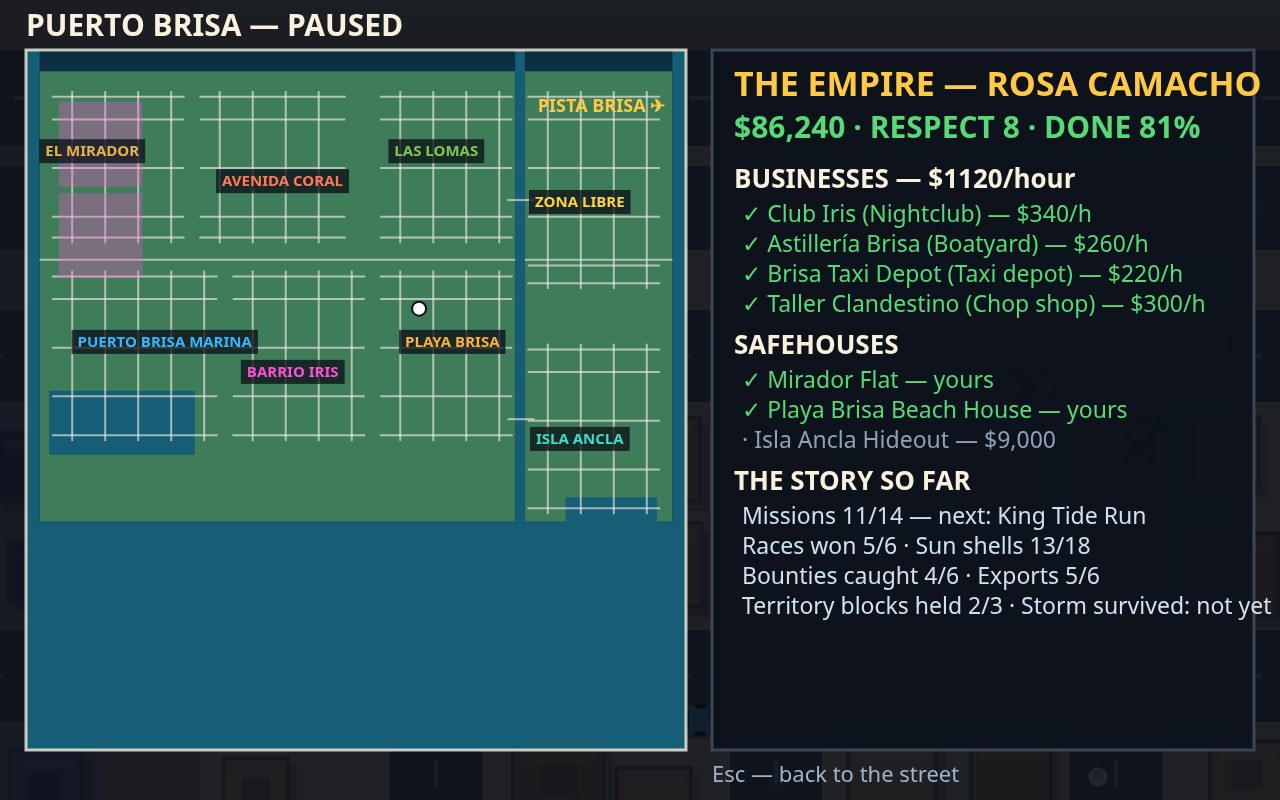 PUERTO BRISA — PAUSED
PISTA BRISA ✈
EL MIRADOR
LAS LOMAS
AVENIDA CORAL
ZONA LIBRE
PUERTO BRISA MARINA
PLAYA BRISA
BARRIO IRIS
ISLA ANCLA
THE EMPIRE — ROSA CAMACHO
$86,240 · RESPECT 8 · DONE 81%
BUSINESSES — $1120/hour
✓ Club Iris (Nightclub) — $340/h
✓ Astillería Brisa (Boatyard) — $260/h
✓ Brisa Taxi Depot (Taxi depot) — $220/h
✓ Taller Clandestino (Chop shop) — $300/h
SAFEHOUSES
✓ Mirador Flat — yours
✓ Playa Brisa Beach House — yours
· Isla Ancla Hideout — $9,000
THE STORY SO FAR
Missions 11/14 — next: King Tide Run
Races won 5/6 · Sun shells 13/18
Bounties caught 4/6 · Exports 5/6
Territory blocks held 2/3 · Storm survived: not yet
Esc — back to the street